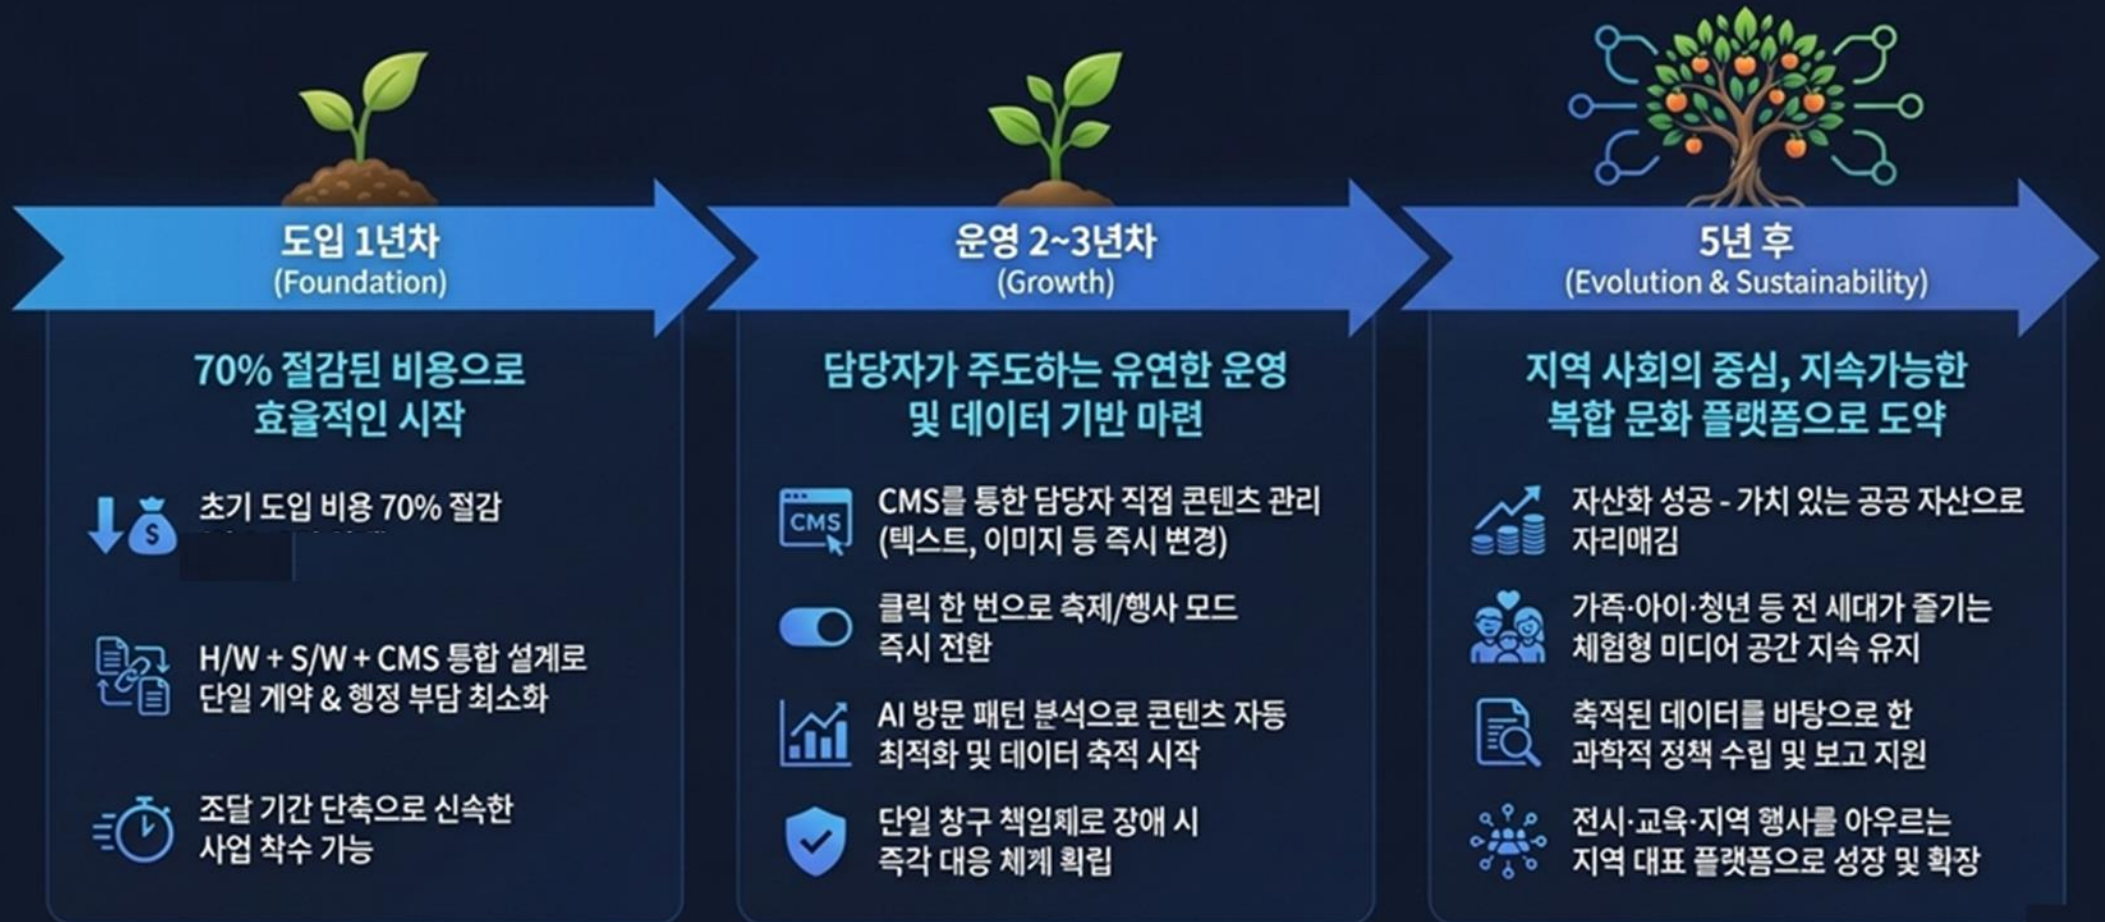 도입 1년차
(Foundation)
70% 절감된 비용으로
효율적인 시작
초기 도입 비용 70% 절감
H/W + S/W + CMS 통합 설계로
단일 계약 & 행정 부담 최소화
조달 기간 단축으로 신속한
사업 착수 가능
운영 2~3년차
(Growth)
담당자가 주도하는 유연한 운영
및 데이터 기반 마련
CMS
CMS를 통한 담당자 직접 콘텐츠 관리
(텍스트, 이미지 등 즉시 변경)
클릭 한 번으로 축제/행사 모드
즉시 전환
AI 방문 패턴 분석으로 콘텐츠 자동
최적화 및 데이터 축적 시작
단일 창구 책임제로 장애 시
즉각 대응 체계 확립
5년 후
(Evolution & Sustainability)
지역 사회의 중심, 지속가능한
복합 문화 플랫폼으로 도약
자산화 성공 - 가치 있는 공공 자산으로
자리매김
가족·아이·청년 등 전 세대가 즐기는
체험형 미디어 공간 지속 유지
축적된 데이터를 바탕으로 한
과학적 정책 수립 및 보고 지원
전시·교육·지역 행사를 아우르는
지역 대표 플랫폼으로 성장 및 확장